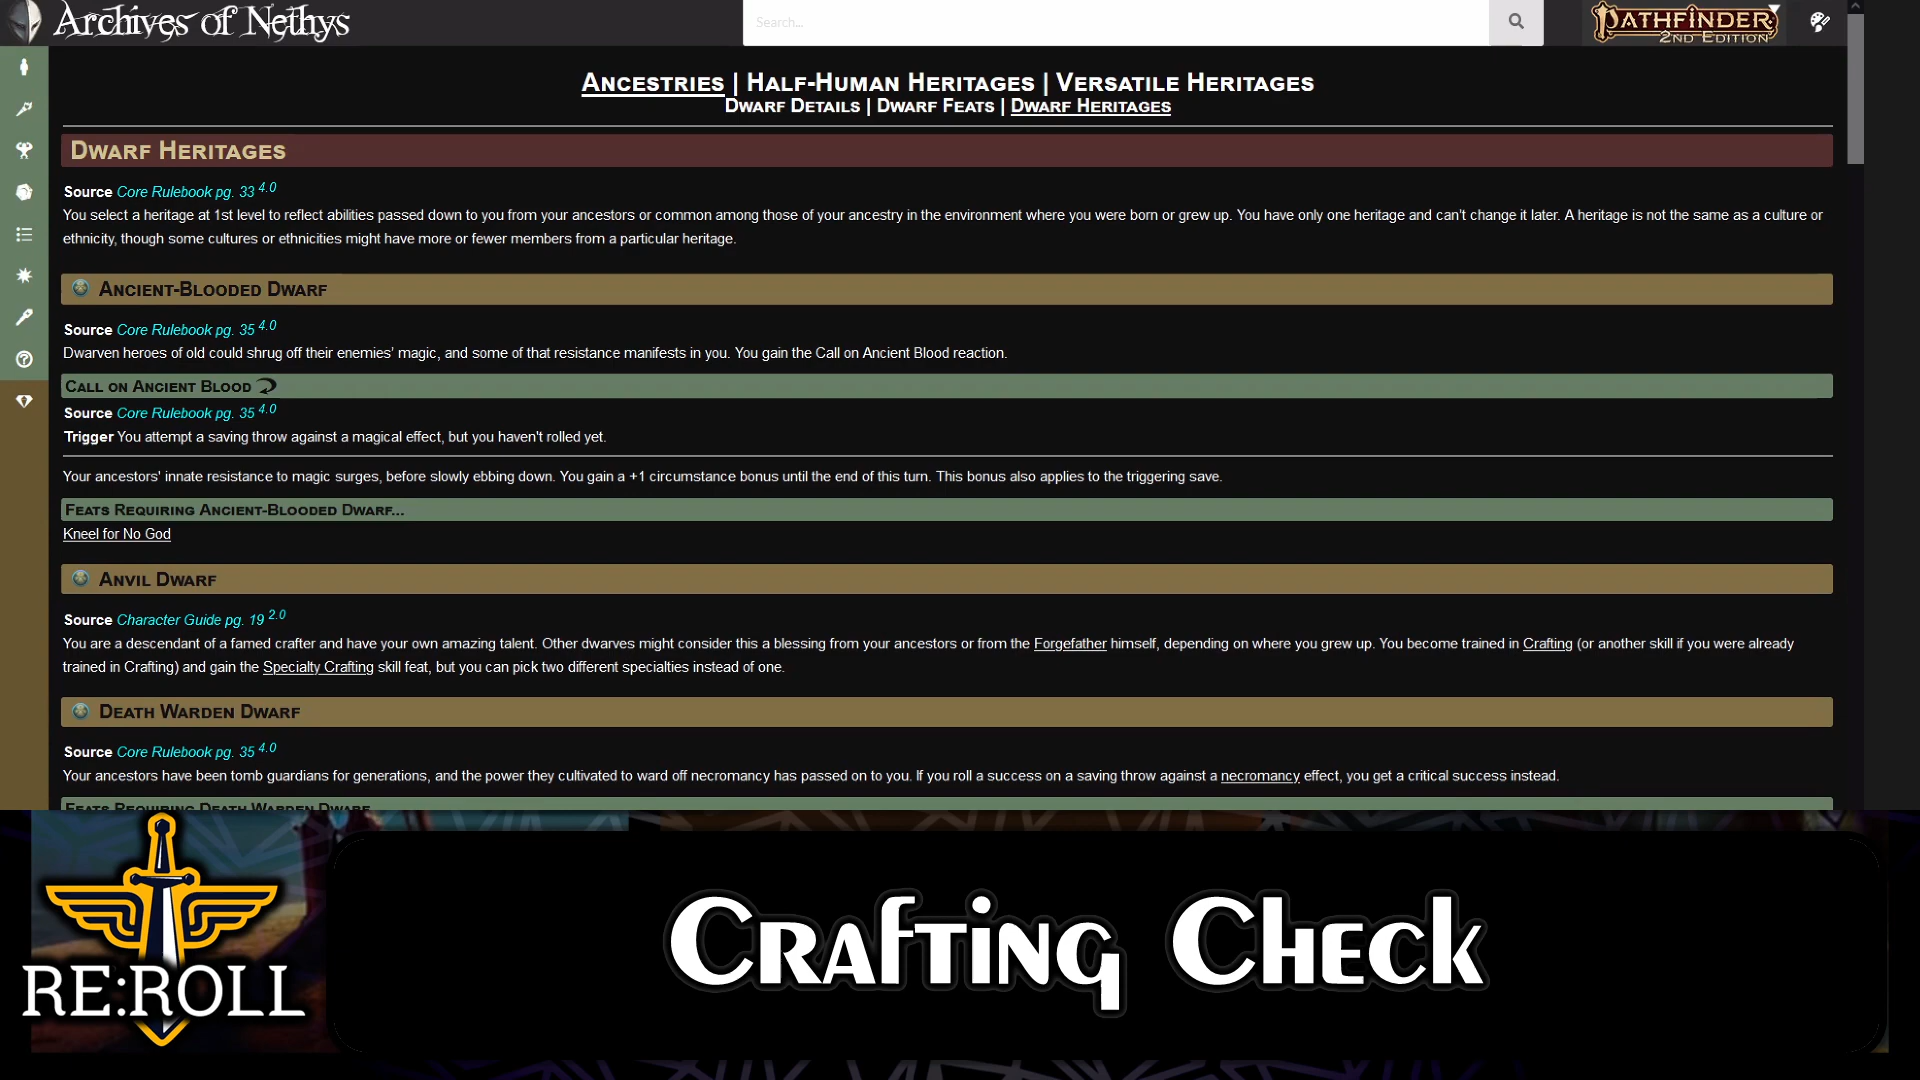 Archives of Nethys
Search...
PATHFINDER
2ND EDITION
Ancestries | Half-Human Heritages | Versatile Heritages
Dwarf Details | Dwarf Feats | Dwarf Heritages
Dwarf Heritages
Source Core Rulebook pg. 33 4.0
You select a heritage at 1st level to reflect abilities passed down to you from your ancestors or common among those of your ancestry in the environment where you were born or grew up. You have only one heritage and can't change it later. A heritage is not the same as a culture or
ethnicity, though some cultures or ethnicities might have more or fewer members from a particular heritage.
Ancient-Blooded Dwarf
Source Core Rulebook pg. 35 4.0
Dwarven heroes of old could shrug off their enemies' magic, and some of that resistance manifests in you. You gain the Call on Ancient Blood reaction.
Call on Ancient Blood
Source Core Rulebook pg. 35 4.0
Trigger You attempt a saving throw against a magical effect, but you haven't rolled yet.
Your ancestors' innate resistance to magic surges, before slowly ebbing down. You gain a +1 circumstance bonus until the end of this turn. This bonus also applies to the triggering save.
Feats Requiring Ancient-Blooded Dwarf...
Kneel for No God
Anvil Dwarf
Source Character Guide pg. 19 2.0
You are a descendant of a famed crafter and have your own amazing talent. Other dwarves might consider this a blessing from your ancestors or from the Forgefather himself, depending on where you grew up. You become trained in Crafting (or another skill if you were already
trained in Crafting) and gain the Specialty Crafting skill feat, but you can pick two different specialties instead of one.
Death Warden Dwarf
Source Core Rulebook pg. 35 4.0
Your ancestors have been tomb guardians for generations, and the power they cultivated to ward off necromancy has passed on to you. If you roll a success on a saving throw against a necromancy effect, you get a critical success instead.
Feats Requiring Death Warden Dwarf
RE:ROLL
Crafting Check